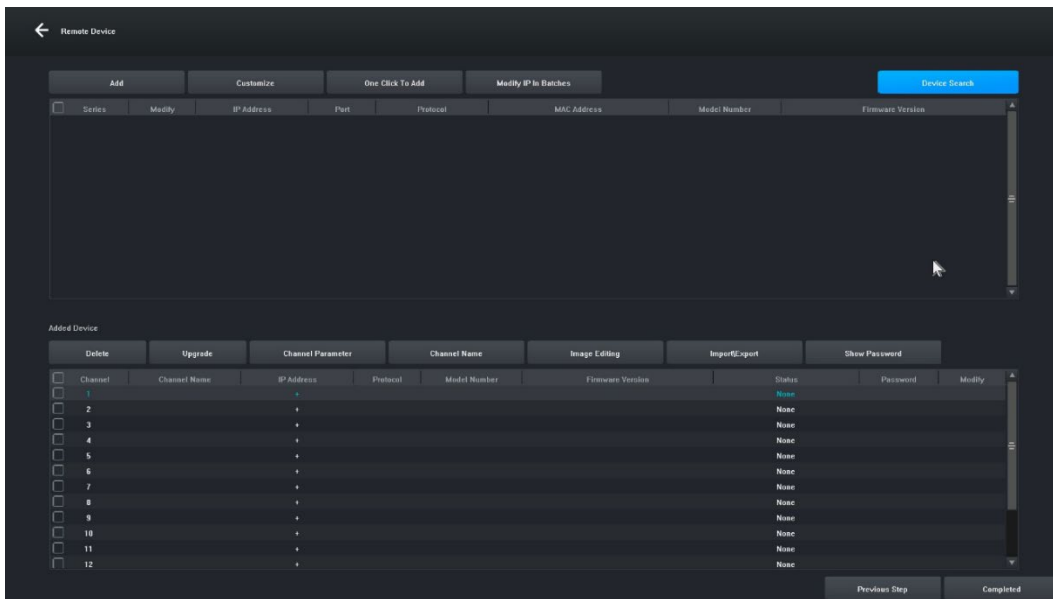 Remote Device
Add Customize One Click To Add Modify IP In Batches Device Search
Series Modify IP Address Port Protocol MAC Address Model Number Firmware Version
Added Device
Delete Upgrade Channel Parameter Channel Name Image Editing Import\Export Show Password
Channel Channel Name IP Address Protocol Model Number Firmware Version Status Password Modify
1 + None
2 + None
3 + None
4 + None
5 + None
6 + None
7 + None
8 + None
9 + None
10 + None
11 + None
12 + None
Previous Step Completed